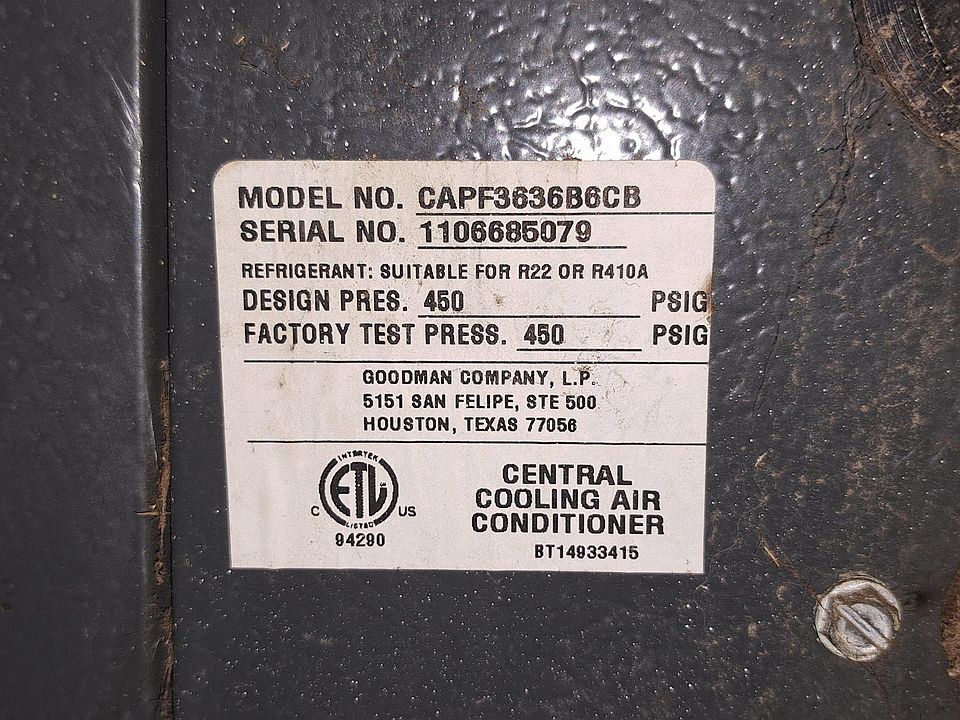 MODEL NO. CAPF3636B6CB
SERIAL NO. 1106685079
REFRIGERANT: SUITABLE FOR R22 OR R410A
DESIGN PRES. 450 PSIG
FACTORY TEST PRESS. 450 PSIG
GOODMAN COMPANY, L.P.
5151 SAN FELIPE, STE 500
HOUSTON, TEXAS 77056
INTERTEK
ETL
LISTED
C US
94290
CENTRAL
COOLING AIR
CONDITIONER
BT14933415